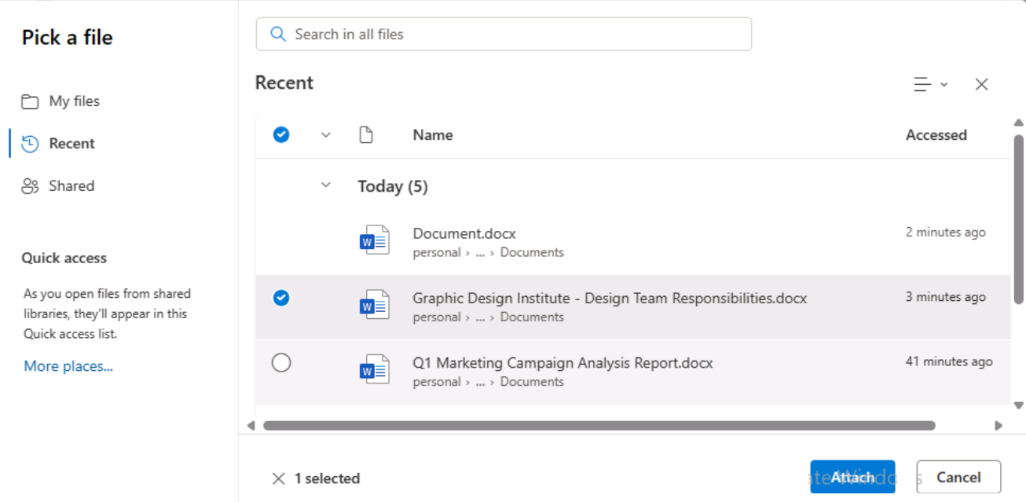 Pick a file
Search in all files
My files
Recent
Shared
Quick access
As you open files from shared
libraries, they'll appear in this
Quick access list.
More places...
Recent
Name Accessed
Today (5)
W Document.docx 2 minutes ago
personal › ... › Documents
W Graphic Design Institute - Design Team Responsibilities.docx 3 minutes ago
personal › ... › Documents
W Q1 Marketing Campaign Analysis Report.docx 41 minutes ago
personal › ... › Documents
1 selected
Attach Cancel